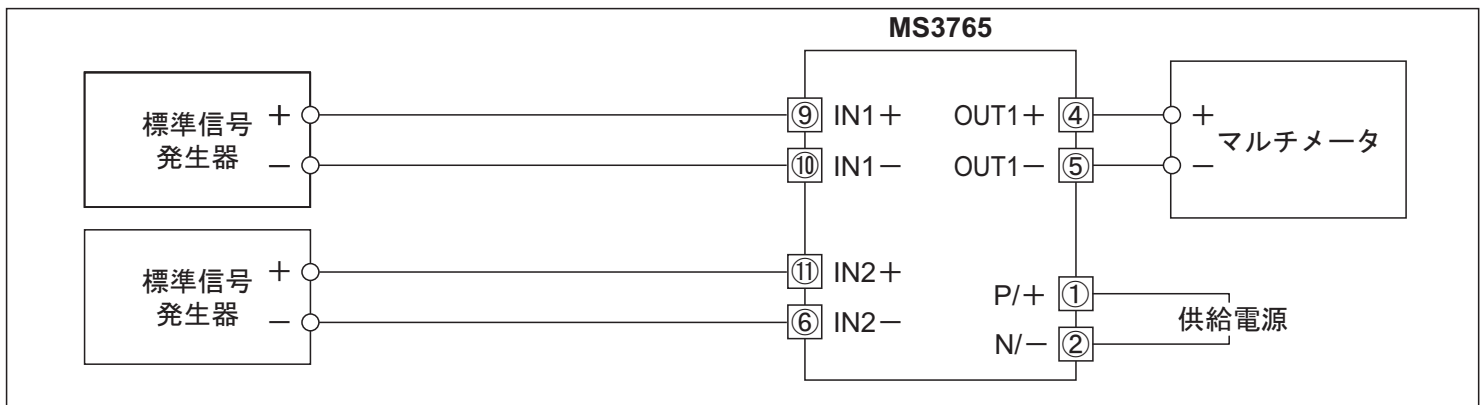 MS3765
標準信号
発生器
+
−
⑨ IN1+
⑩ IN1−
OUT1+ ④
OUT1− ⑤
+
−
マルチメータ
標準信号
発生器
+
−
⑪ IN2+
⑥ IN2−
P/+ ①
N/− ②
供給電源